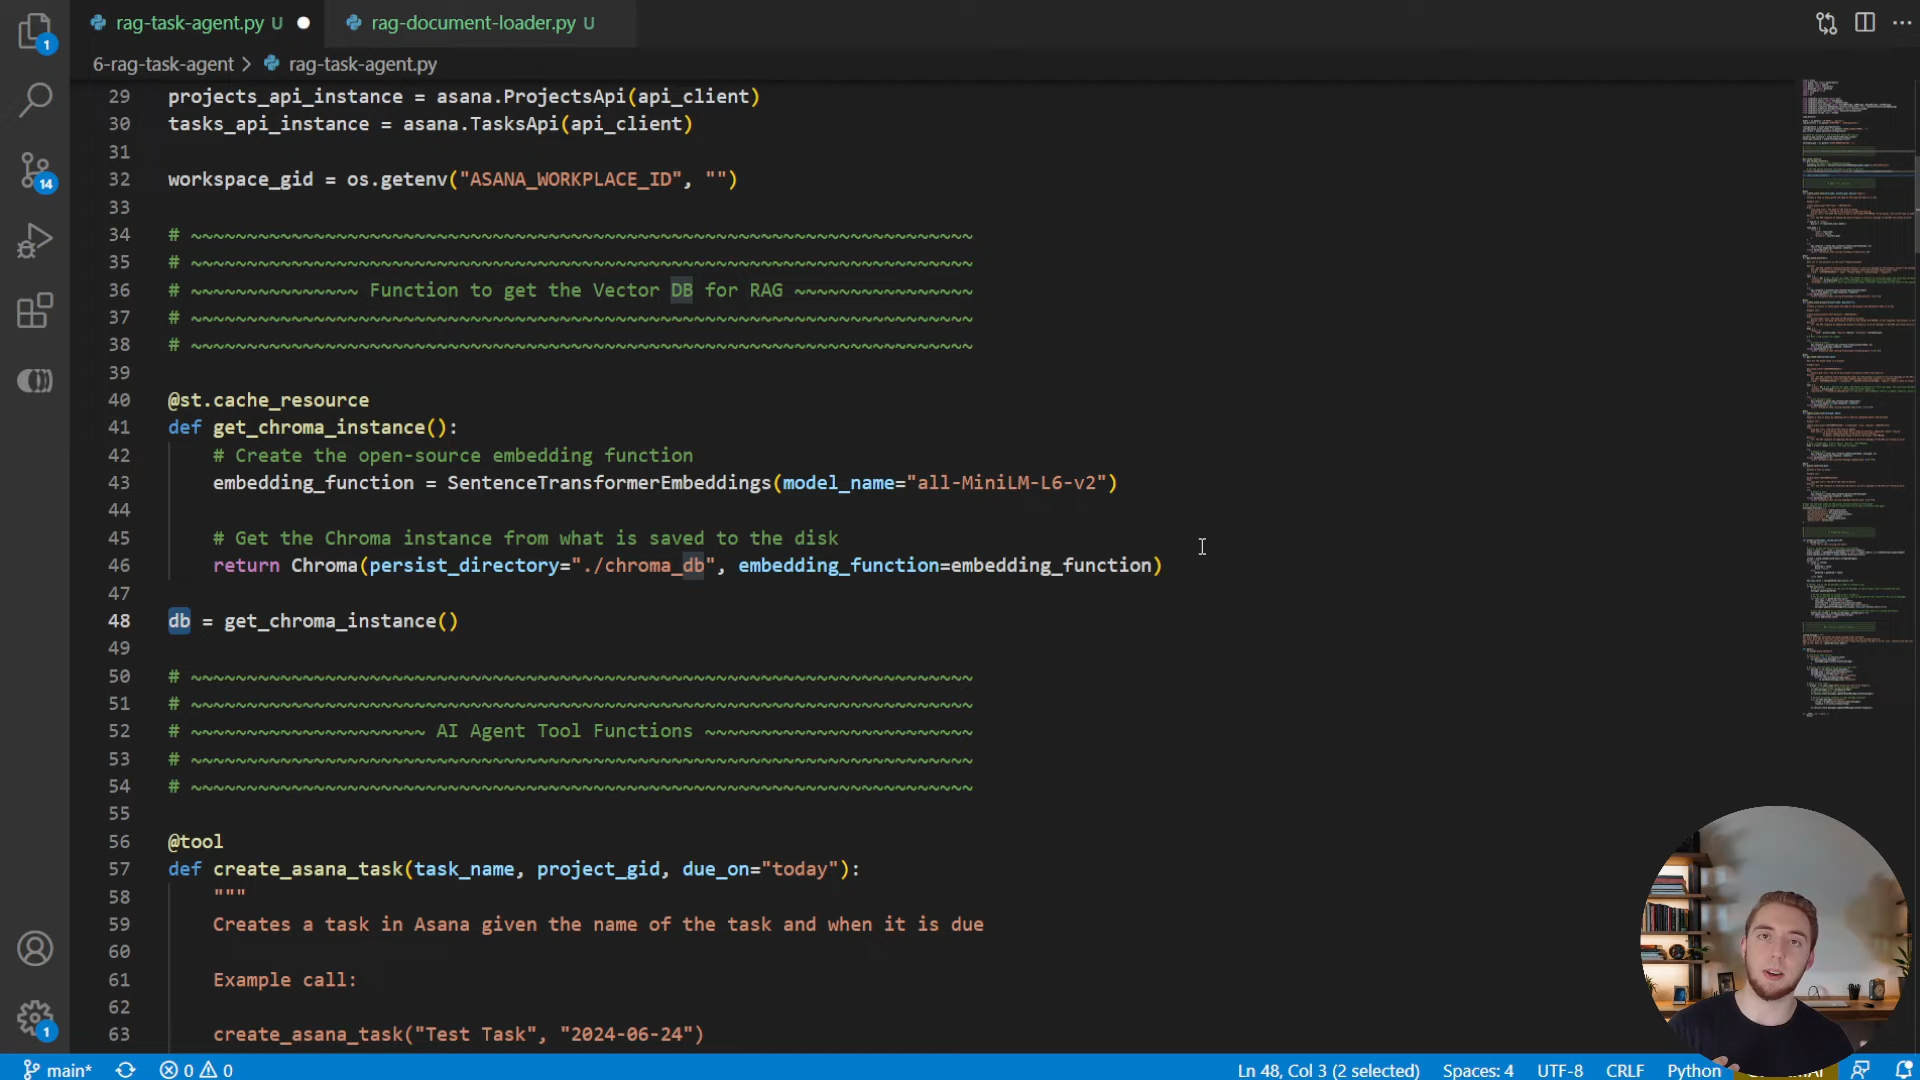 rag-task-agent.py U
rag-document-loader.py U
6-rag-task-agent > rag-task-agent.py
29 projects_api_instance = asana.ProjectsApi(api_client)
30 tasks_api_instance = asana.TasksApi(api_client)
31
32 workspace_gid = os.getenv("ASANA_WORKPLACE_ID", "")
33
34 # ~~~~~~~~~~~~~~~~~~~~~~~~~~~~~~~~~~~~~~~~~~~~~~~~~~~~~~~~~~~~~~~~~~~~~~
35 # ~~~~~~~~~~~~~~~~~~~~~~~~~~~~~~~~~~~~~~~~~~~~~~~~~~~~~~~~~~~~~~~~~~~~~~
36 # ~~~~~~~~~~~~~~~ Function to get the Vector DB for RAG ~~~~~~~~~~~~~~~~
37 # ~~~~~~~~~~~~~~~~~~~~~~~~~~~~~~~~~~~~~~~~~~~~~~~~~~~~~~~~~~~~~~~~~~~~~~
38 # ~~~~~~~~~~~~~~~~~~~~~~~~~~~~~~~~~~~~~~~~~~~~~~~~~~~~~~~~~~~~~~~~~~~~~~
39
40 @st.cache_resource
41 def get_chroma_instance():
42 # Create the open-source embedding function
43 embedding_function = SentenceTransformerEmbeddings(model_name="all-MiniLM-L6-v2")
44
45 # Get the Chroma instance from what is saved to the disk
46 return Chroma(persist_directory="./chroma_db", embedding_function=embedding_function)
47
48 db = get_chroma_instance()
49
50 # ~~~~~~~~~~~~~~~~~~~~~~~~~~~~~~~~~~~~~~~~~~~~~~~~~~~~~~~~~~~~~~~~~~~~~~
51 # ~~~~~~~~~~~~~~~~~~~~~~~~~~~~~~~~~~~~~~~~~~~~~~~~~~~~~~~~~~~~~~~~~~~~~~
52 # ~~~~~~~~~~~~~~~~~~~~~ AI Agent Tool Functions ~~~~~~~~~~~~~~~~~~~~~~~~
53 # ~~~~~~~~~~~~~~~~~~~~~~~~~~~~~~~~~~~~~~~~~~~~~~~~~~~~~~~~~~~~~~~~~~~~~~
54 # ~~~~~~~~~~~~~~~~~~~~~~~~~~~~~~~~~~~~~~~~~~~~~~~~~~~~~~~~~~~~~~~~~~~~~~
55
56 @tool
57 def create_asana_task(task_name, project_gid, due_on="today"):
58 """
59 Creates a task in Asana given the name of the task and when it is due
60
61 Example call:
62
63 create_asana_task("Test Task", "2024-06-24")
1
14
1
main* 0 0
Ln 48, Col 3 (2 selected) Spaces: 4 UTF-8 CRLF Python